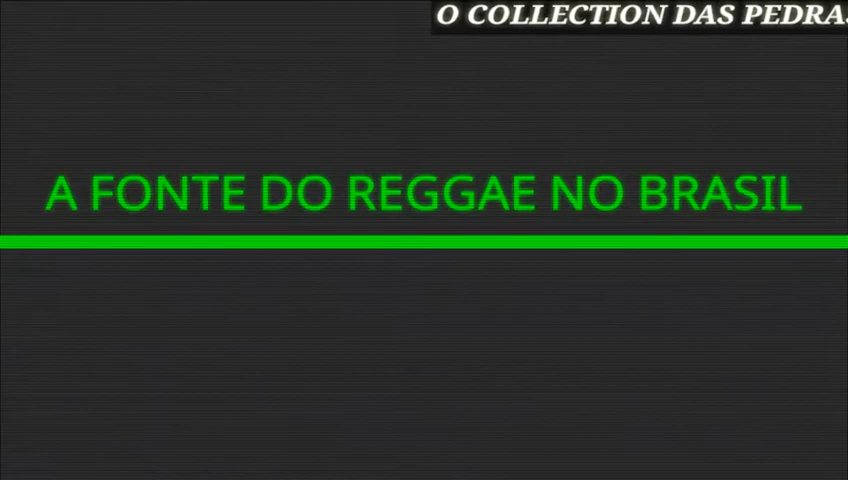 O COLLECTION DAS PEDRAS
A FONTE DO REGGAE NO BRASIL